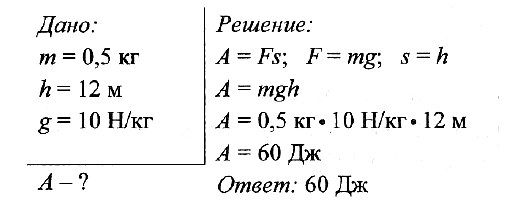 Дано:
m = 0,5 кг
h = 12 м
g = 10 Н/кг
A – ?
Решение:
A = Fs; F = mg; s = h
A = mgh
A = 0,5 кг • 10 Н/кг • 12 м
A = 60 Дж
Ответ: 60 Дж